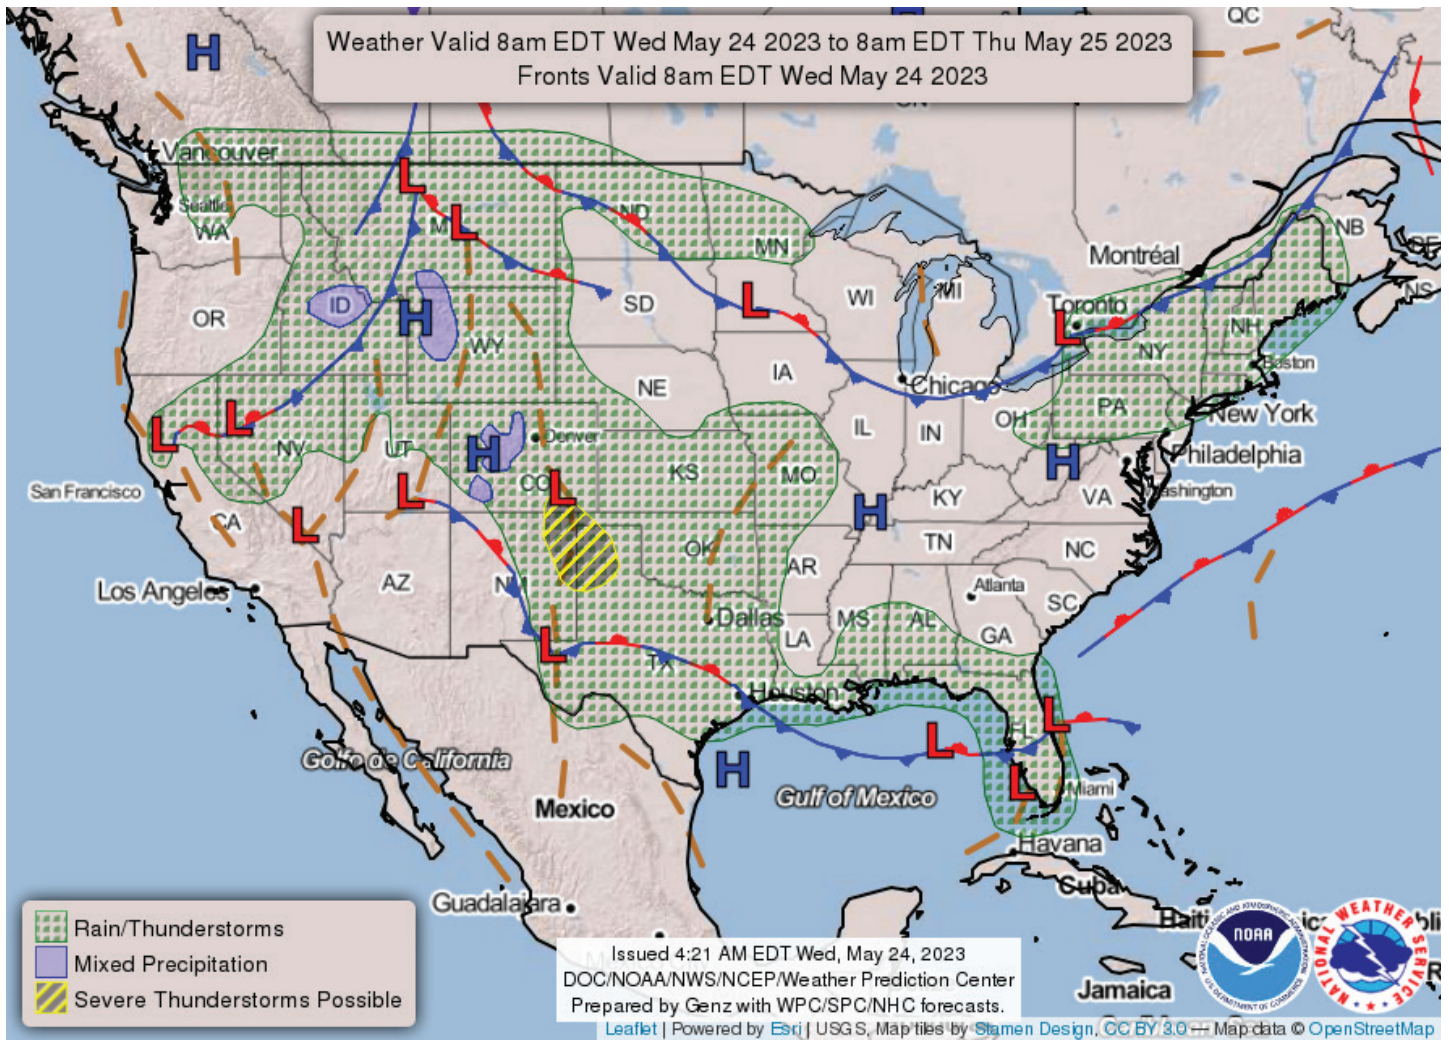 QC
Weather Valid 8am EDT Wed May 24 2023 to 8am EDT Thu May 25 2023
Fronts Valid 8am EDT Wed May 24 2023
H
ON
Vancouver
L
Seattle
WA
ND
MN
NB
Montréal
L
SD
WI
MI
NS
ID
H
OR
L
Toronto
L
NH
WY
NY
IA
Boston
NE
Chicago
PA
New York
OH
L
L
IL
IN
Denver
NV
UT
H
KS
MO
H
Philadelphia
CO
L
San Francisco
L
KY
VA
Washington
CA
L
H
TN
NC
OK
AZ
AR
Atlanta
SC
Los Angeles
Dallas
MS
AL
GA
LA
L
TX
Houston
L
FL
L
Golfo de California
H
L
Miami
Mexico
Gulf of Mexico
Havana
Cuba
Guadalajara
Haiti
Jamaica
Rain/Thunderstorms
Mixed Precipitation
Severe Thunderstorms Possible
Issued 4:21 AM EDT Wed, May 24, 2023
DOC/NOAA/NWS/NCEP/Weather Prediction Center
Prepared by Genz with WPC/SPC/NHC forecasts.
NOAA
NATIONAL WEATHER SERVICE
Leaflet | Powered by Esri | USGS, Map tiles by Stamen Design, CC BY 3.0 — Map data © OpenStreetMap